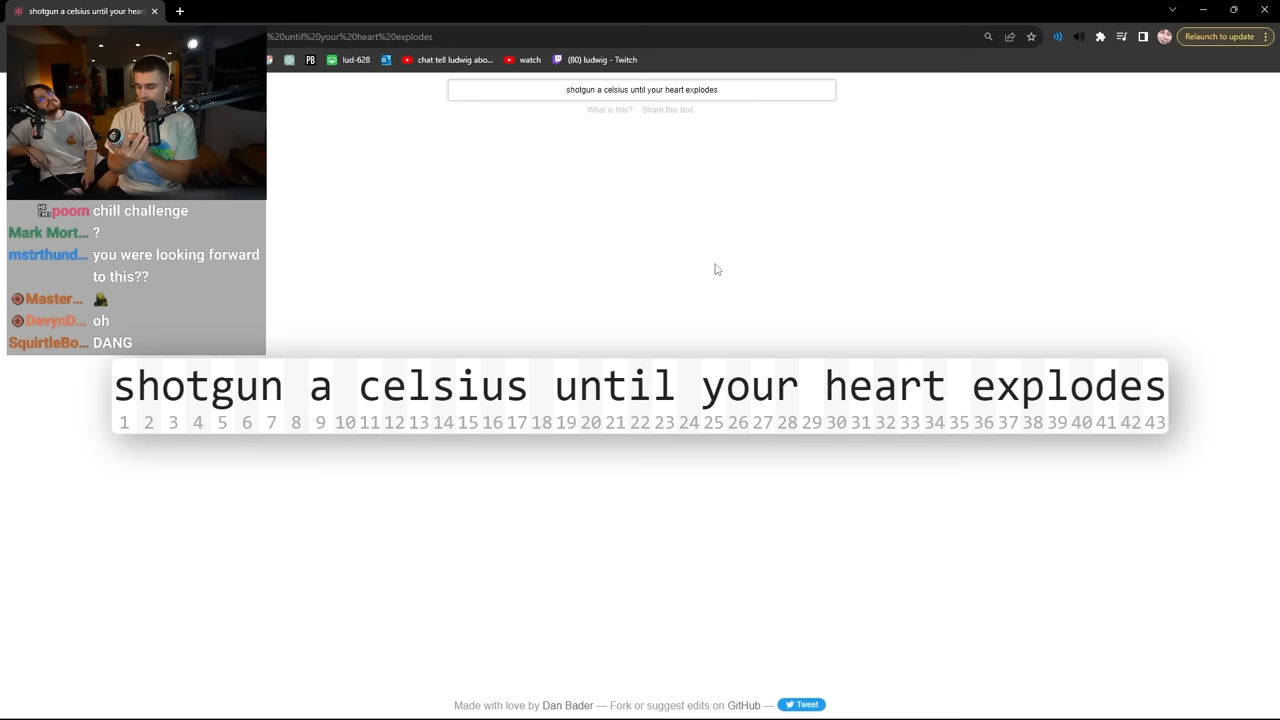 shotgun a celsius until your hear
%20until%20your%20heart%20explodes
Relaunch to update
PB
lud-628
chat tell ludwig abo...
watch
(80) ludwig - Twitch
shotgun a celsius until your heart explodes
What is this? Share this text
poom chill challenge
Mark Mort... ?
mstrthund... you were looking forward
to this??
Master...
DevynD... oh
SquirtleBo... DANG
shotgun a celsius until your heart explodes
1 2 3 4 5 6 7 8 9 10 11 12 13 14 15 16 17 18 19 20 21 22 23 24 25 26 27 28 29 30 31 32 33 34 35 36 37 38 39 40 41 42 43
Made with love by Dan Bader — Fork or suggest edits on GitHub — Tweet